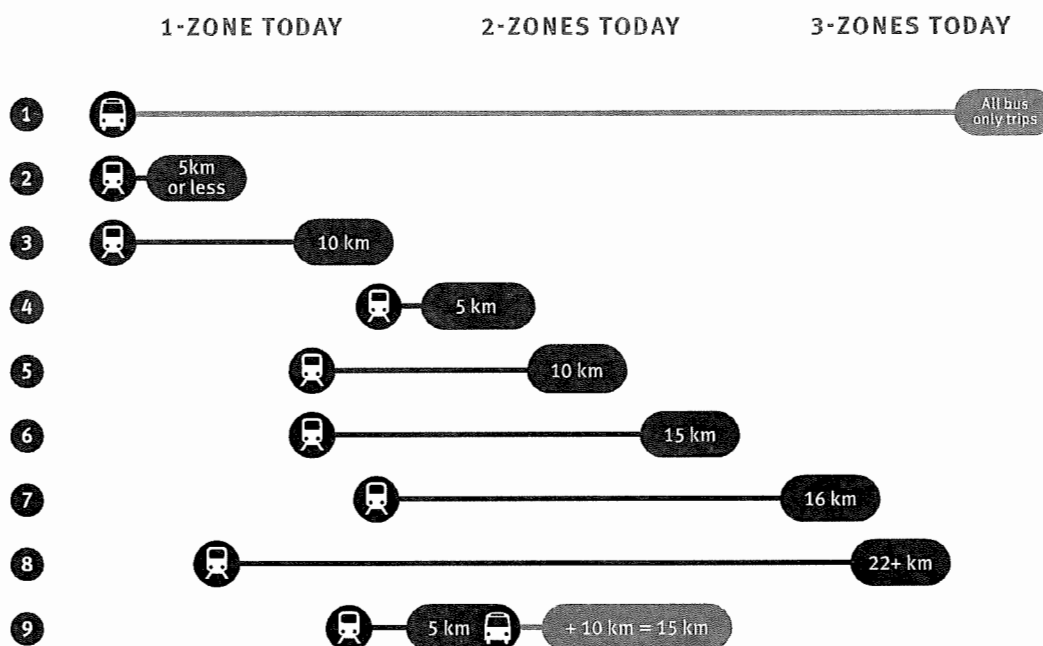 1-ZONE TODAY 2-ZONES TODAY 3-ZONES TODAY
1 All bus
only trips
2 5km
or less
3 10 km
4 5 km
5 10 km
6 15 km
7 16 km
8 22+ km
9 5 km + 10 km = 15 km